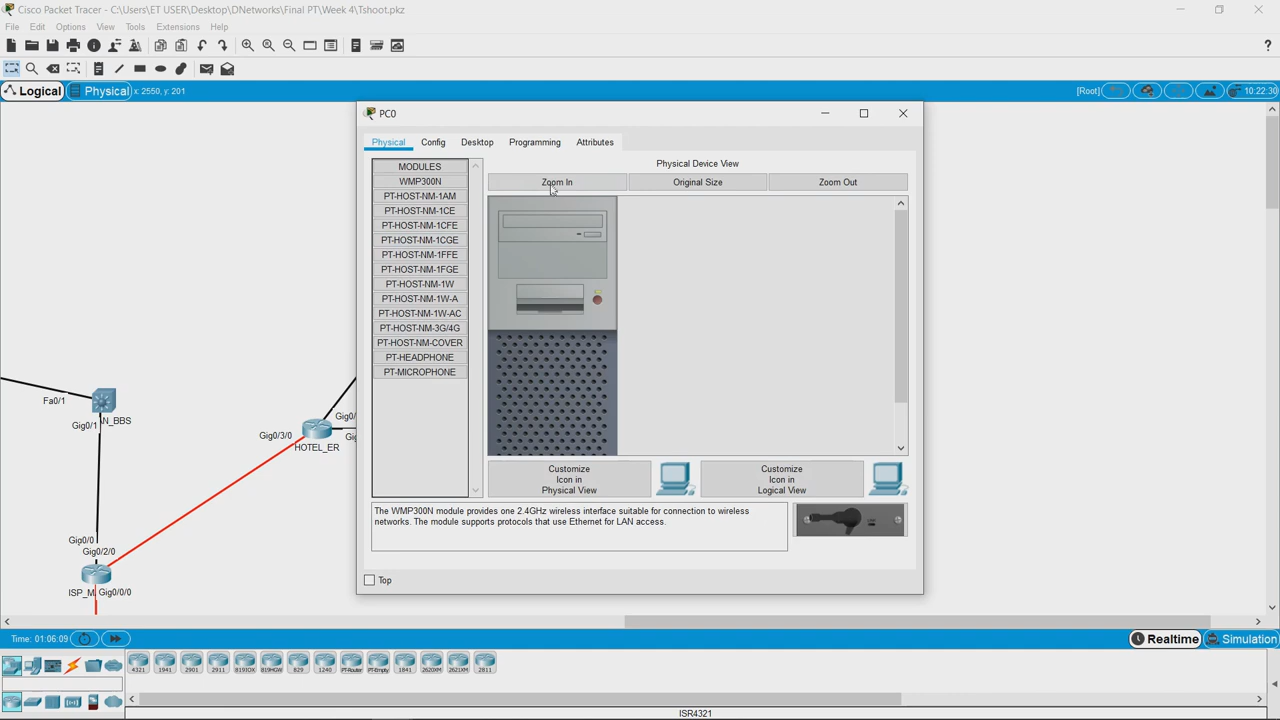 Cisco Packet Tracer - C:\Users\ET USER\Desktop\DNetworks\Final PT\Week 4\Tshoot.pkz
File Edit Options View Tools Extensions Help
?
Logical Physical x: 2550, y: 201 [Root] 10:22:30
PC0
Physical Config Desktop Programming Attributes
MODULES
WMP300N
PT-HOST-NM-1AM
PT-HOST-NM-1CE
PT-HOST-NM-1CFE
PT-HOST-NM-1CGE
PT-HOST-NM-1FFE
PT-HOST-NM-1FGE
PT-HOST-NM-1W
PT-HOST-NM-1W-A
PT-HOST-NM-1W-AC
PT-HOST-NM-3G/4G
PT-HOST-NM-COVER
PT-HEADPHONE
PT-MICROPHONE
Physical Device View
Zoom In Original Size Zoom Out
Customize
Icon in
Physical View
Customize
Icon in
Logical View
The WMP300N module provides one 2.4GHz wireless interface suitable for connection to wireless
networks. The module supports protocols that use Ethernet for LAN access.
Top
Fa0/1
N_BBS
Gig0/1
Gig0/3/0
Gig0/
HOTEL_ER
Gig0/0
Gig0/2/0
ISP_M Gig0/0/0
Time: 01:06:09 Realtime Simulation
4321 1941 2901 2911 819IOX 819HGW 829 1240 PT-Router PT-Empty 1841 2620XM 2621XM 2811
ISR4321